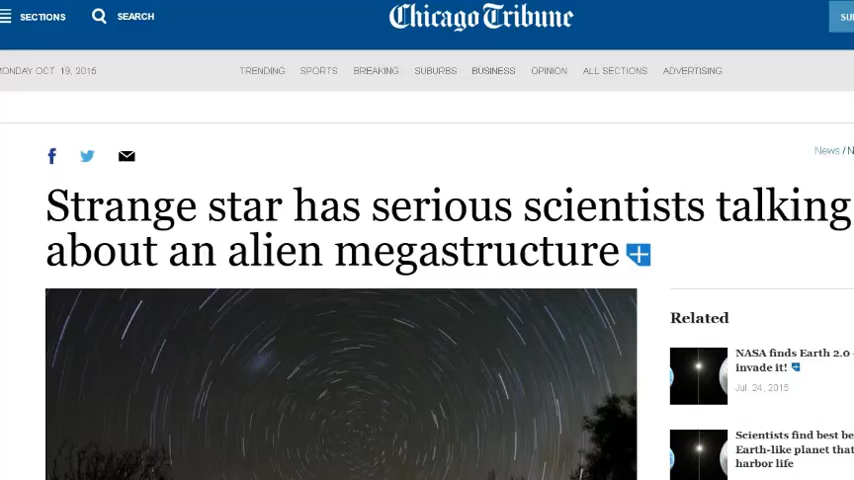 SECTIONS
SEARCH
Chicago Tribune
MONDAY OCT 19, 2015
TRENDING SPORTS BREAKING SUBURBS BUSINESS OPINION ALL SECTIONS ADVERTISING
News / N
Strange star has serious scientists talking
about an alien megastructure
Related
NASA finds Earth 2.0
invade it!
Jul. 24, 2015
Scientists find best be
Earth-like planet that
harbor life